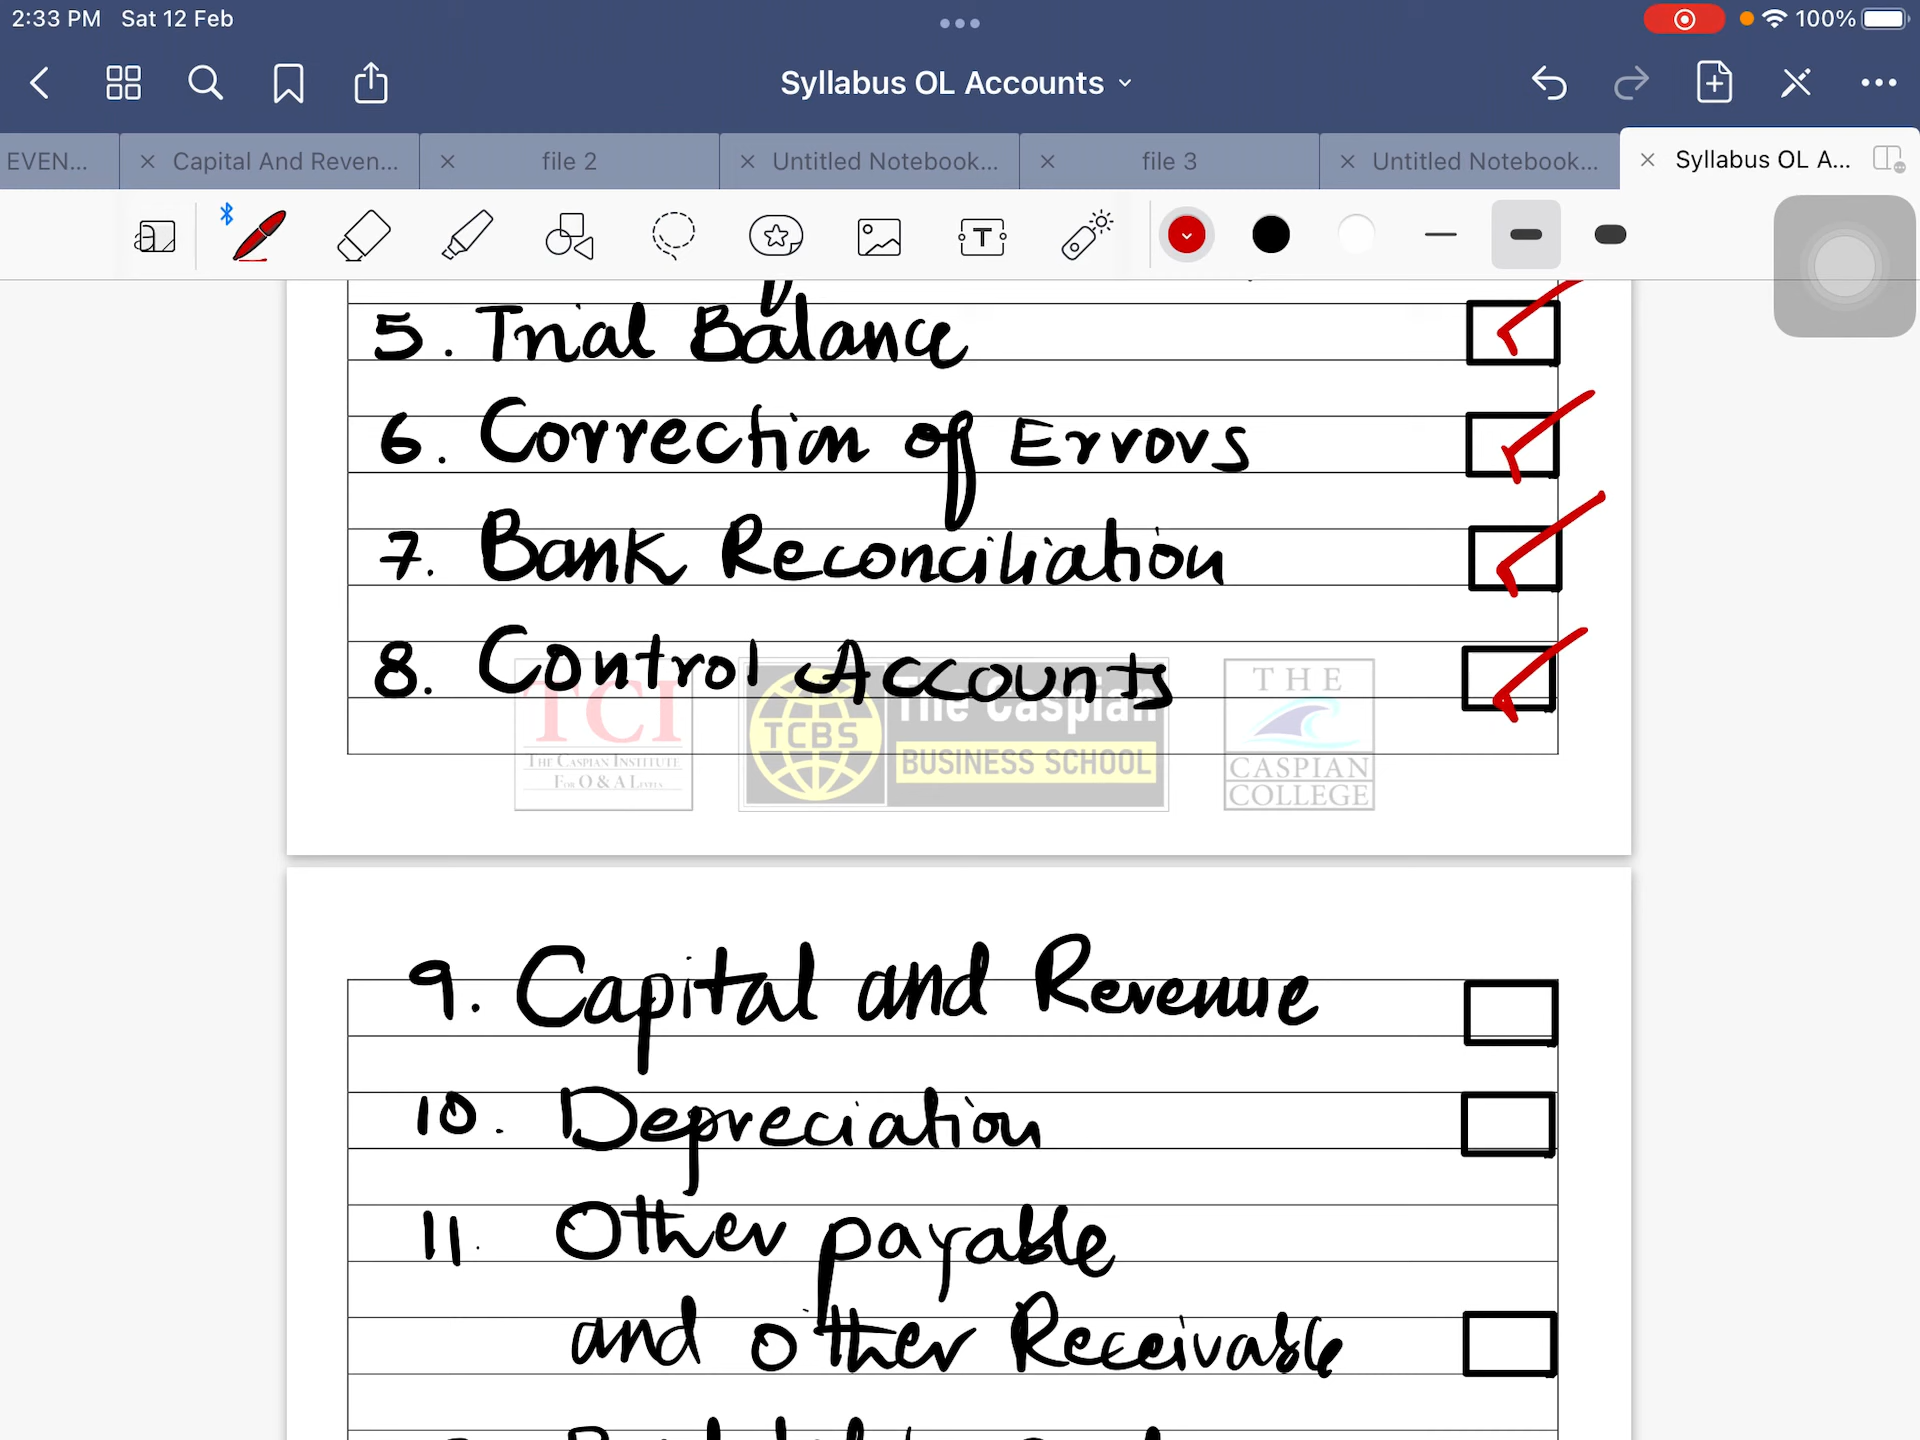 2:33 PM Sat 12 Feb 100%
Syllabus OL Accounts
EVEN... Capital And Reven... file 2 Untitled Notebook... file 3 Untitled Notebook... Syllabus OL A...
5. Trial Balance
6. Correction of Errors
7. Bank Reconciliation
8. Control Accounts
TCI The Caspian THE
TCBS
THE CASPIAN INSTITUTE BUSINESS SCHOOL CASPIAN
FOR O & A LEVELS COLLEGE
9. Capital and Revenue
10. Depreciation
11. Other payable
and other Receivable